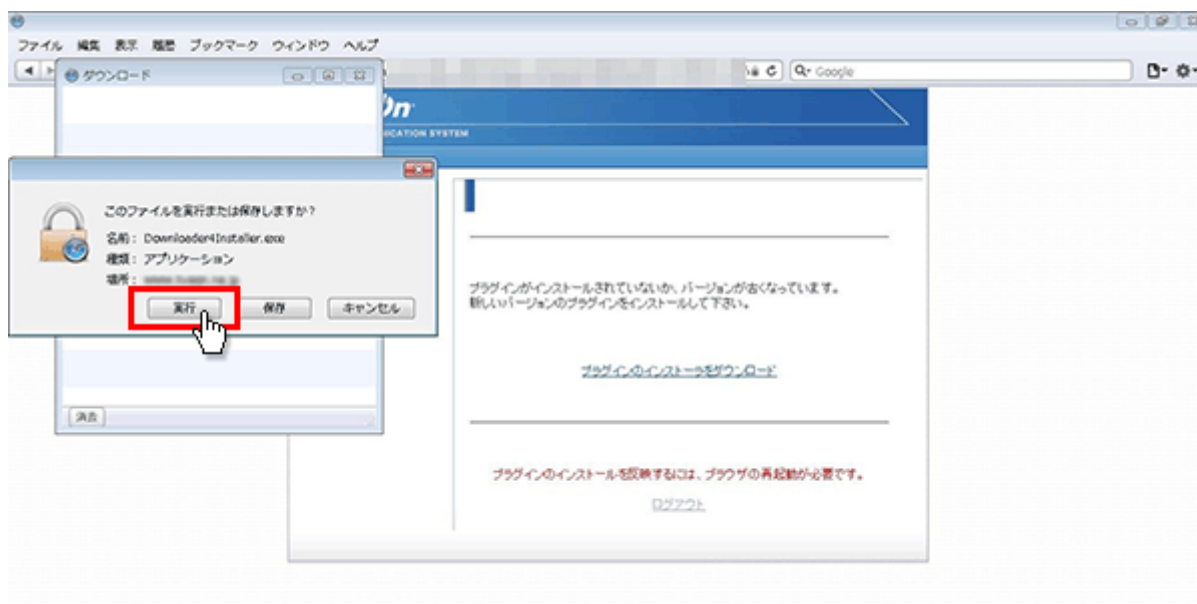 ファイル 編集 表示 履歴 ブックマーク ウィンドウ ヘルプ
ダウンロード
Google
On
ICATION SYSTEM
このファイルを実行または保存しますか?
名前: Downloader4Installer.exe
種類: アプリケーション
場所:
実行 保存 キャンセル
消去
プラグインがインストールされていないか、バージョンが古くなっています。
新しいバージョンのプラグインをインストールして下さい。
プラグインのインストーラをダウンロード
プラグインのインストールを反映するには、ブラウザの再起動が必要です。
ログアウト